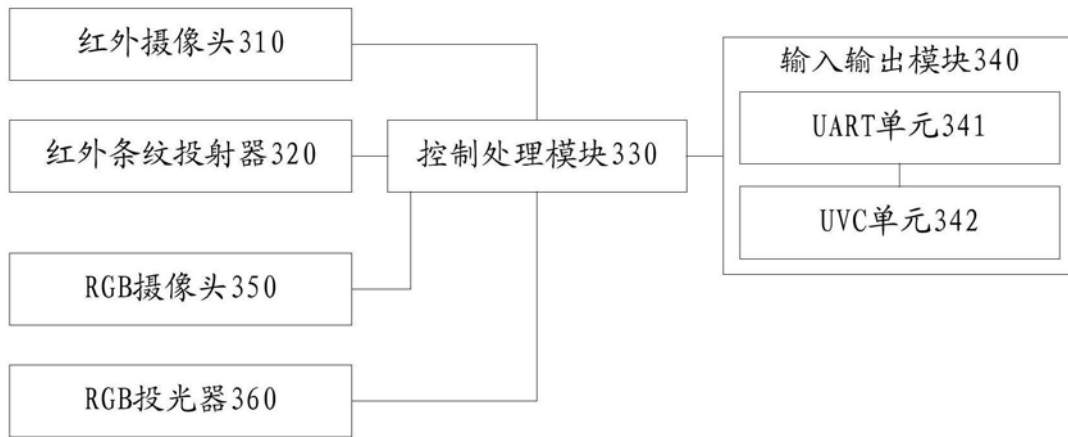 红外摄像头310
红外条纹投射器320
RGB摄像头350
RGB投光器360
控制处理模块330
输入输出模块340
UART单元341
UVC单元342